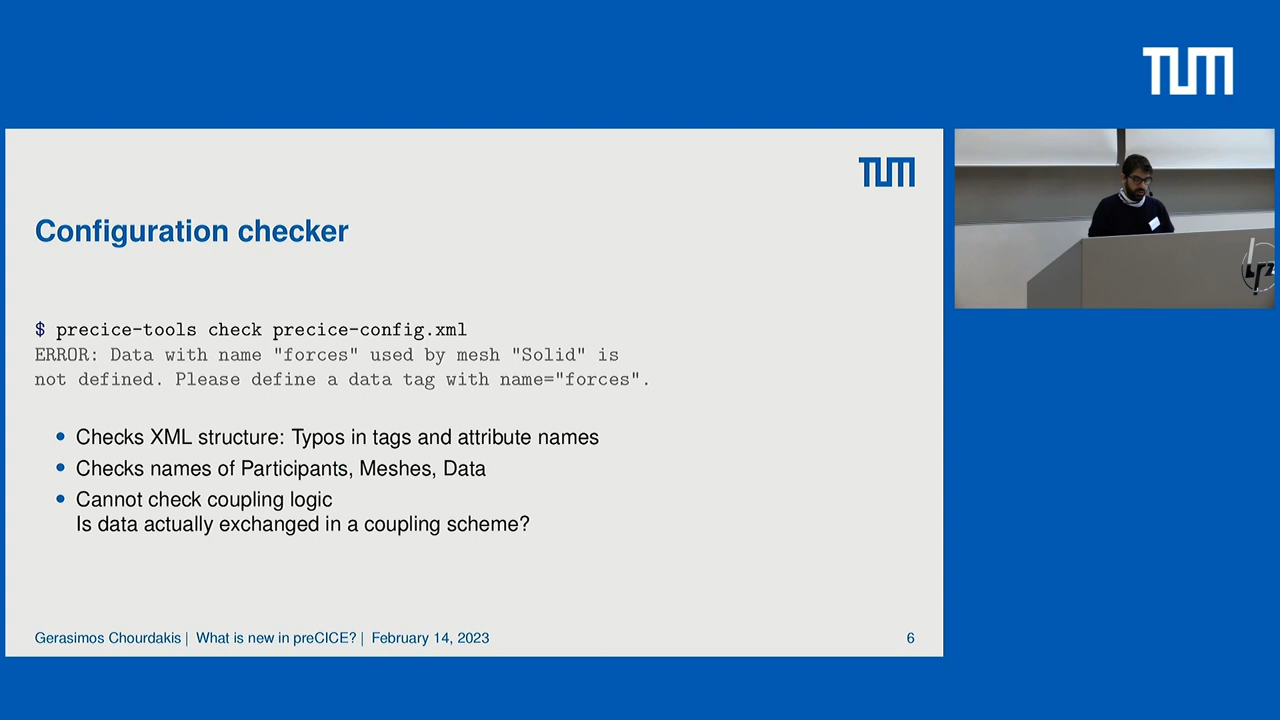 TUM
TUM
Configuration checker
$ precice-tools check precice-config.xml
ERROR: Data with name "forces" used by mesh "Solid" is
not defined. Please define a data tag with name="forces".
• Checks XML structure: Typos in tags and attribute names
• Checks names of Participants, Meshes, Data
• Cannot check coupling logic
Is data actually exchanged in a coupling scheme?
Gerasimos Chourdakis | What is new in preCICE? | February 14, 2023
6
lrz